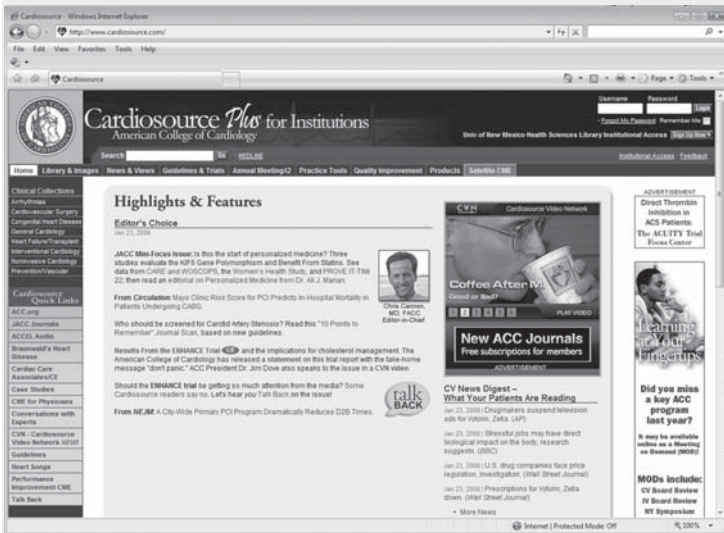 Cardiosource - Windows Internet Explorer
http://www.cardiosource.com/
File Edit View Favorites Tools Help
Cardiosource
Page Tools
Cardiosource Plus for Institutions
American College of Cardiology
Username Password
Login
Forgot My Password Remember Me
Univ of New Mexico Health Sciences Library Institutional Access Sign Up Now
Search Go MEDLINE
Institutional Access Feedback
Home Library & Images News & Views Guidelines & Trials Annual Meeting/i2 Practice Tools Quality Improvement Products Satellite CME
Clinical Collections
Arrhythmias
Cardiovascular Surgery
Congenital Heart Disease
General Cardiology
Heart Failure/Transplant
Interventional Cardiology
Noninvasive Cardiology
Prevention/Vascular
Cardiosource
Quick Links
ACC.org
JACC Journals
ACCEL Audio
Braunwald's Heart
Disease
Cardiac Care
Associates/CE
Case Studies
CME for Physicians
Conversations with
Experts
CVN - Cardiosource
Video Network NEW!
Guidelines
Heart Songs
Performance
Improvement CME
Talk Back
Highlights & Features
Editor's Choice
Jan 23, 2008
JACC Mini-Focus Issue: Is this the start of personalized medicine? Three
studies evaluate the KIF6 Gene Polymorphism and Benefit From Statins. See
data from CARE and WOSCOPS, the Women's Health Study, and PROVE IT-TIMI
22; then read an editorial on Personalized Medicine from Dr. Ali J. Marian.
From Circulation: Mayo Clinic Risk Score for PCI Predicts In-Hospital Mortality in
Patients Undergoing CABG.
Who should be screened for Carotid Artery Stenosis? Read this "10 Points to
Remember" Journal Scan, based on new guidelines.
Results From the ENHANCE Trial and the implications for cholesterol management. The
American College of Cardiology has released a statement on this trial report with the take-home
message "don't panic." ACC President Dr. Jim Dove also speaks to the issue in a CVN video.
Should the ENHANCE trial be getting so much attention from the media? Some
Cardiosource readers say no. Let's hear you Talk Back on the issue!
From NEJM: A City-Wide Primary PCI Program Dramatically Reduces D2B Times.
Chris Cannon,
MD, FACC
Editor-in-Chief
talk
BACK
CVN Cardiosource Video Network
Coffee After MI
Good or Bad?
1 2 3 4 5 6 PLAY VIDEO
New ACC Journals
Free subscriptions for members
ADVERTISEMENT
CV News Digest –
What Your Patients Are Reading
Jan 23, 2008 | Drugmakers suspend television
ads for Vytorin, Zetia. (AP)
Jan 23, 2008 | Stressful jobs may have direct
biological impact on the body, research
suggests. (BBC)
Jan 23, 2008 | U.S. drug companies face price
regulation, investigation. (Wall Street Journal)
Jan 23, 2008 | Prescriptions for Vytorin, Zetia
down. (Wall Street Journal)
• More News
ADVERTISEMENT
Direct Thrombin
Inhibition in
ACS Patients:
The ACUITY Trial
Focus Center
Learning
at Your
Fingertips
Did you miss
a key ACC
program
last year?
It may be available
online as a Meeting
on Demand (MOD)!
MODs include:
CV Board Review
IV Board Review
NY Symposium
Internet | Protected Mode: Off
100%